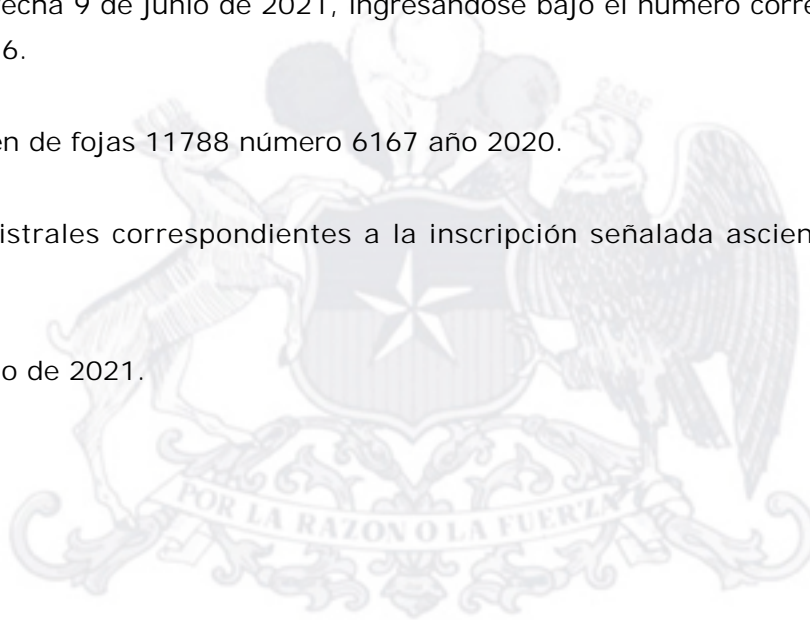 fecha 9 de junio de 2021, ingresándose bajo el número corre
6.
en de fojas 11788 número 6167 año 2020.
istrales correspondientes a la inscripción señalada ascien
o de 2021.
POR LA RAZON O LA FUERZA